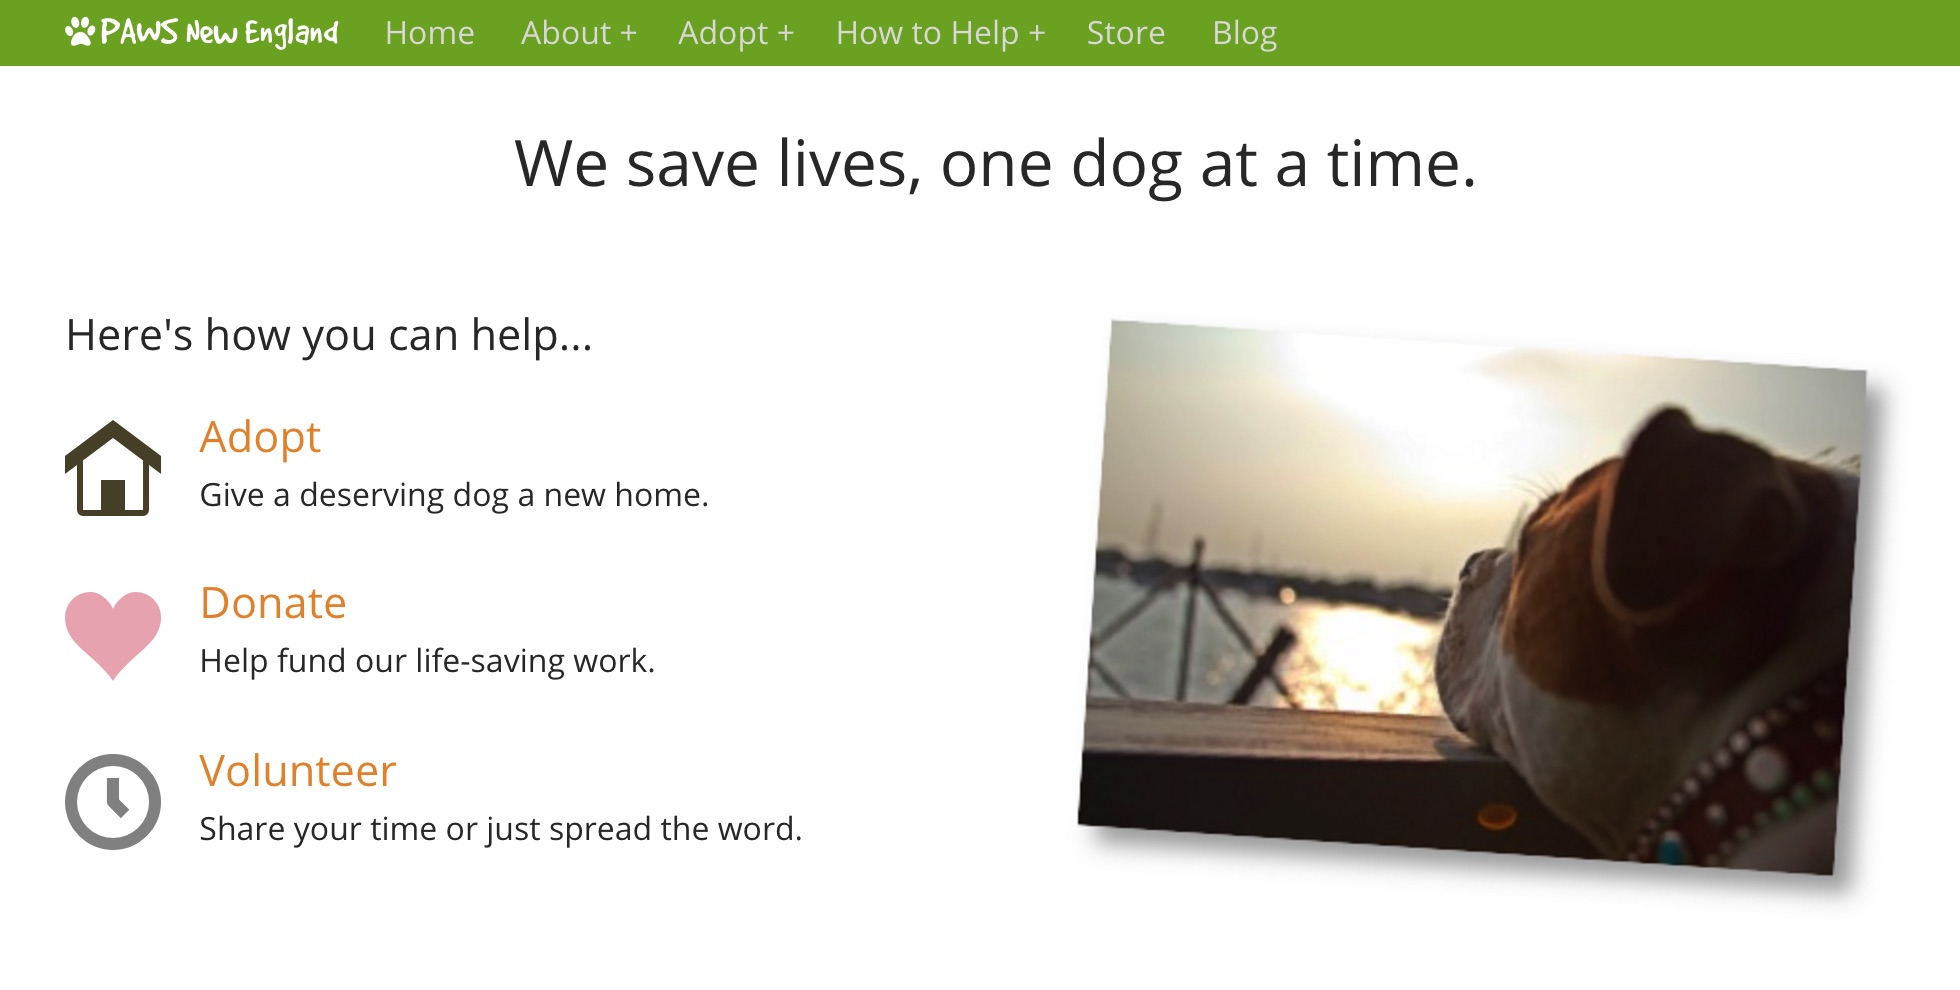 PAWS New England Home About + Adopt + How to Help + Store Blog
We save lives, one dog at a time.
Here's how you can help...
Adopt
Give a deserving dog a new home.
Donate
Help fund our life-saving work.
Volunteer
Share your time or just spread the word.